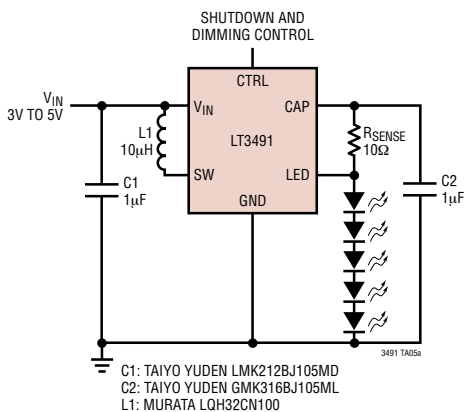 SHUTDOWN AND
DIMMING CONTROL
CTRL
VIN
3V TO 5V
VIN
CAP
L1
10µH
LT3491
RSENSE
10Ω
SW
LED
C1
1µF
GND
C2
1µF
3491 TA05a
C1: TAIYO YUDEN LMK212BJ105MD
C2: TAIYO YUDEN GMK316BJ105ML
L1: MURATA LQH32CN100